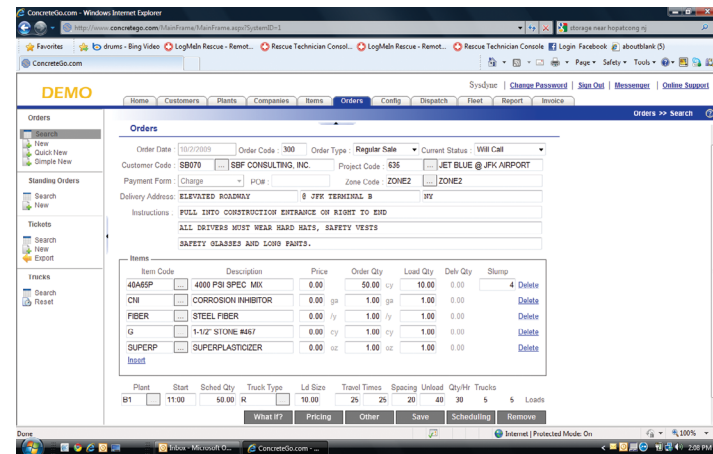 ConcreteGo.com - Windows Internet Explorer
http://www.concretego.com/MainFrame/MainFrame.aspx?SystemID=1
storage near hopatcong nj
Favorites drums - Bing Video LogMeIn Rescue - Remot... Rescue Technician Consol... LogMeIn Rescue - Remot... Rescue Technician Console Login Facebook aboutblank (5)
ConcreteGo.com Page Safety Tools
DEMO
Sysdyne | Change Password | Sign Out | Messenger | Online Support
Home Customers Plants Companies Items Orders Config Dispatch Fleet Report Invoice
Orders >> Search
Orders
Search
New
Quick New
Simple New
Standing Orders
Search
New
Tickets
Search
New
Export
Trucks
Search
Reset
Orders
Order Date : 10/2/2009 Order Code : 300 Order Type : Regular Sale Current Status : Will Call
Customer Code : SB070 ... SBF CONSULTING, INC. Project Code : 636 ... JET BLUE @ JFK AIRPORT
Payment Form : Charge PO# : Zone Code : ZONE2 ... ZONE2
Delivery Address: ELEVATED ROADWAY @ JFK TERMINAL B NY
Instructions : PULL INTO CONSTRUCTION ENTRANCE ON RIGHT TO END
ALL DRIVERS MUST WEAR HARD HATS, SAFETY VESTS
SAFETY GLASSES AND LONG PANTS.
Items
Item Code Description Price Order Qty Load Qty Delv Qty Slump
40A65P ... 4000 PSI SPEC MIX 0.00 50.00 cy 10.00 0.00 4 Delete
CNI ... CORROSION INHIBITOR 0.00 ga 1.00 ga 1.00 0.00 Delete
FIBER ... STEEL FIBER 0.00 /y 1.00 /y 1.00 0.00 Delete
G 1-1/2" STONE #467 0.00 cy 1.00 cy 1.00 0.00 Delete
SUPERP ... SUPERPLASTICIZER 0.00 oz 1.00 oz 1.00 0.00 Delete
Insert
Plant Start Sched Qty Truck Type Ld Size Travel Times Spacing Unload Qty/Hr Trucks
B1 11:00 50.00 R 10.00 25 25 20 40 30 5 5 Loads
What If? Pricing Other Save Scheduling Remove
Done Internet | Protected Mode: On 100%
Inbox - Microsoft O... ConcreteGo.com - ... 2:08 PM